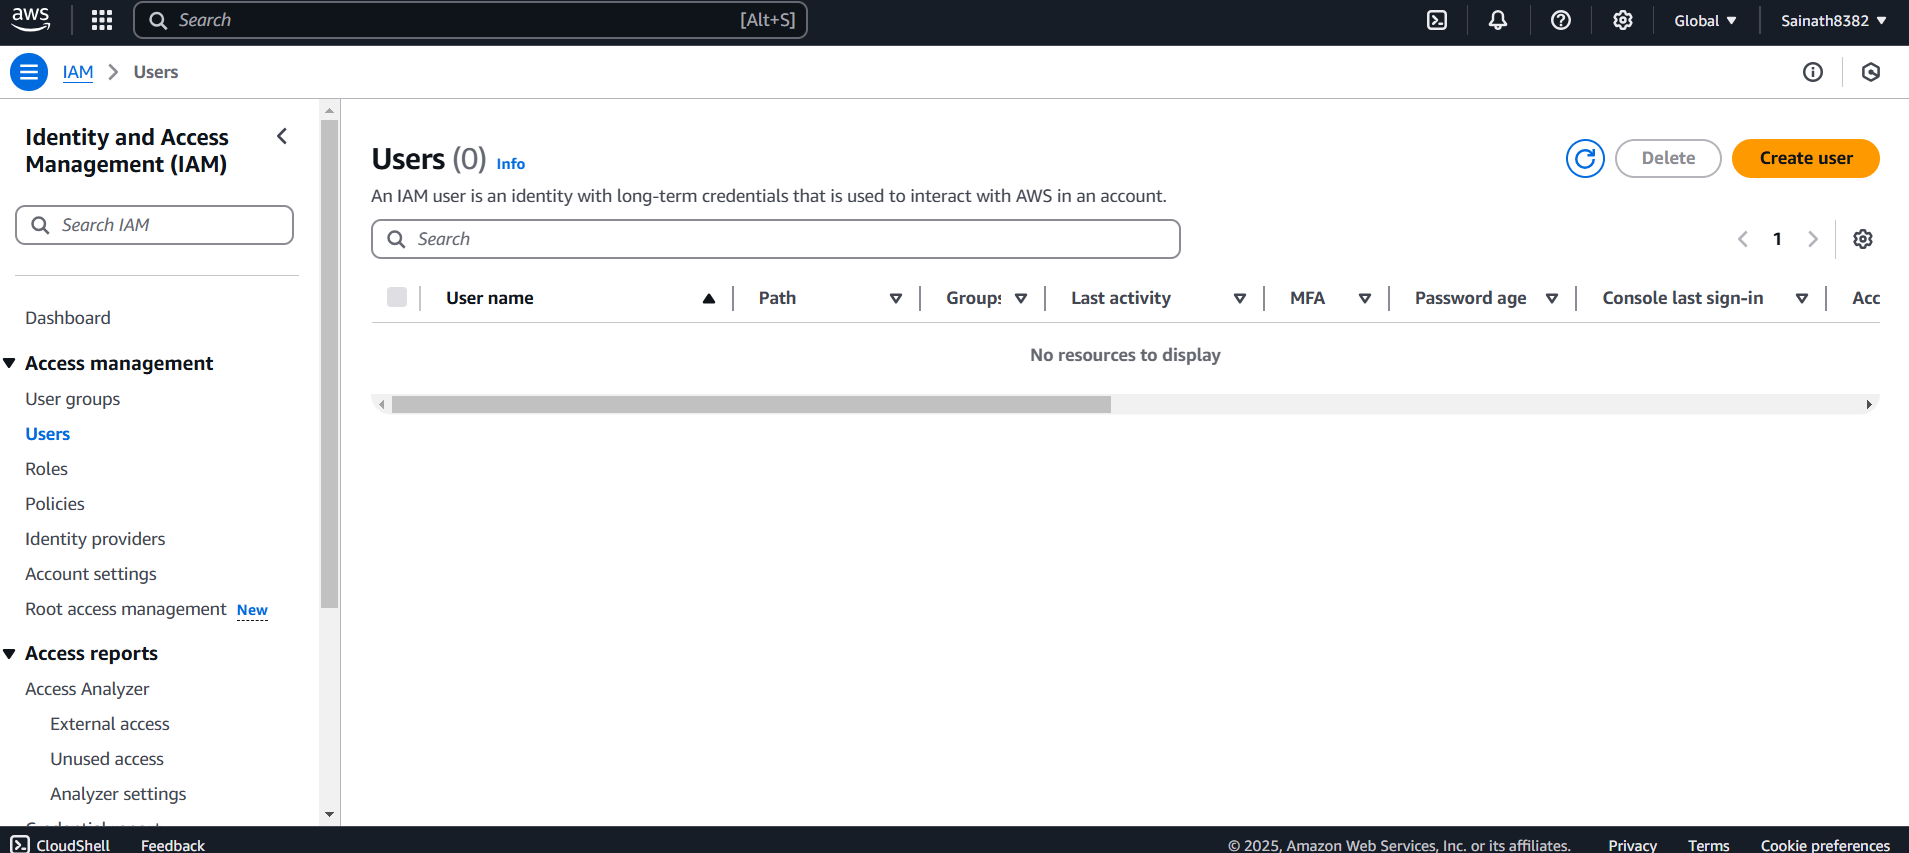 aws
Search [Alt+S]
Global
Sainath8382
IAM
Users
Identity and Access
Management (IAM)
Search IAM
Dashboard
Access management
User groups
Users
Roles
Policies
Identity providers
Account settings
Root access management New
Access reports
Access Analyzer
External access
Unused access
Analyzer settings
Users (0) Info
An IAM user is an identity with long-term credentials that is used to interact with AWS in an account.
Delete
Create user
Search
1
User name Path Groups Last activity MFA Password age Console last sign-in Acc
No resources to display
CloudShell Feedback © 2025, Amazon Web Services, Inc. or its affiliates. Privacy Terms Cookie preferences